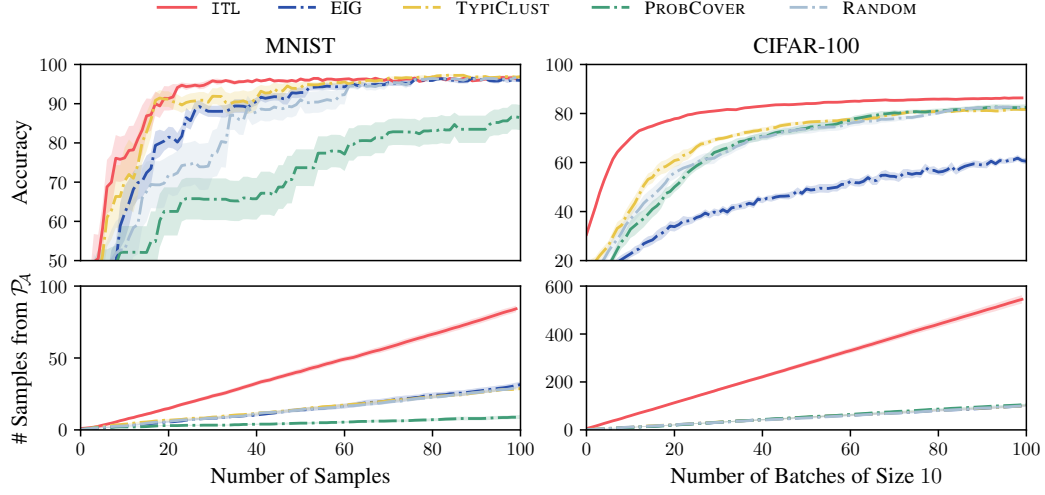 ITL EIG TYPICLUST PROBCOVER RANDOM
MNIST CIFAR-100
Accuracy
100
90
80
70
60
50
100
80
60
40
20
# Samples from 𝒫_𝒜
100
50
0
600
400
200
0
0 20 40 60 80 100
0 20 40 60 80 100
Number of Samples Number of Batches of Size 10